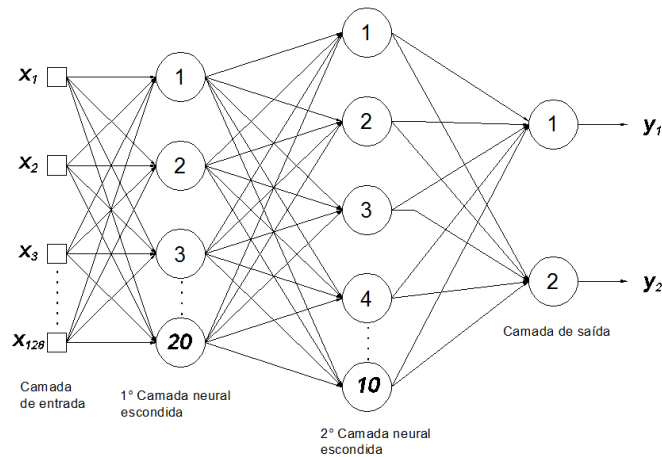 x1
x2
x3
x128
1
2
3
20
1
2
3
4
10
1
2
y1
y2
Camada
de entrada
1° Camada neural
escondida
2° Camada neural
escondida
Camada de saída